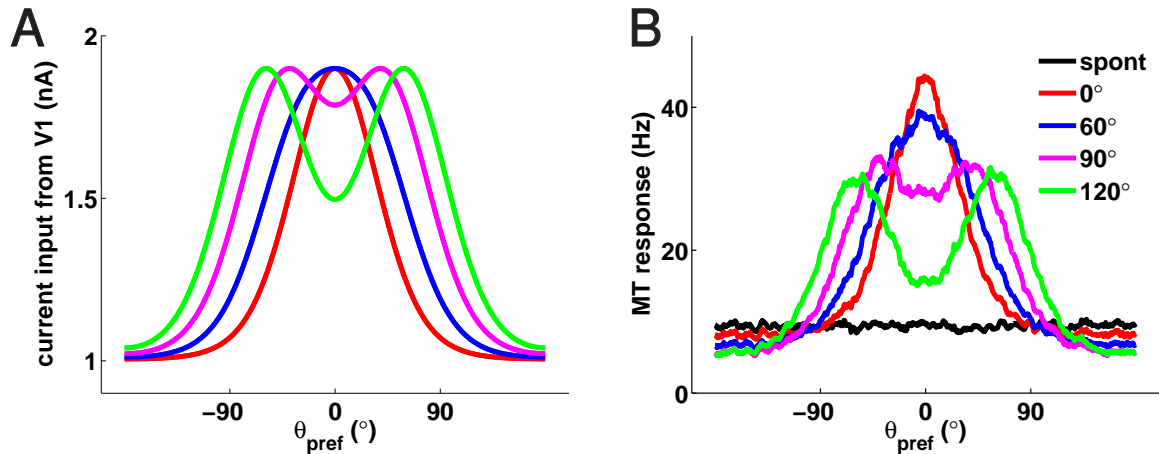 A
current input from V1 (nA)
2
1.5
1
−90
0
90
θpref (°)
B
MT response (Hz)
40
20
0
−90
0
90
θpref (°)
spont
0°
60°
90°
120°